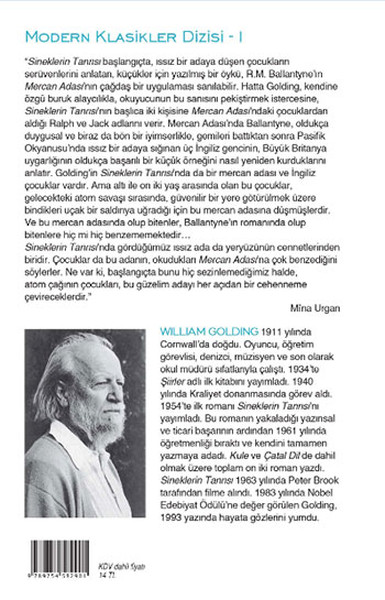 MODERN KLASİKLER DİZİSİ - I
"Sineklerin Tanrısı başlangıçta, ıssız bir adaya düşen çocukların
serüvenlerini anlatan, küçükler için yazılmış bir öykü, R.M. Ballantyne'ın
Mercan Adası'nın çağdaş bir uygulaması sanılabilir. Hatta Golding, kendine
özgü buruk alaycılıkla, okuyucunun bu sanısını pekiştirmek istercesine,
Sineklerin Tanrısı'nın başlıca iki kişisine Mercan Adası'ndaki çocuklardan
aldığı Ralph ve Jack adlarını verir. Mercan Adası'nda Ballantyne, oldukça
duygusal ve biraz da bön bir iyimserlikle, gemileri battıktan sonra Pasifik
Okyanusu'nda ıssız bir adaya sığınan üç İngiliz gencinin, Büyük Britanya
uygarlığının oldukça başarılı bir küçük örneğini nasıl yeniden kurduklarını
anlatır. Golding'in Sineklerin Tanrısı'nda da bir mercan adası ve İngiliz
çocuklar vardır. Ama altı ile on iki yaş arasında olan bu çocuklar,
gelecekteki atom savaşı sırasında, güvenilir bir yere götürülmek üzere
bindikleri uçak bir saldırıya uğradığı için bu mercan adasına düşmüşlerdir.
Ve bu mercan adasında olup bitenler, Ballantyne'ın romanında olup
bitenlere hiç mi hiç benzememektedir...
Sineklerin Tanrısı'nda gördüğümüz ıssız ada da yeryüzünün cennetlerinden
biridir. Çocuklar da bu adanın, okudukları Mercan Adası'na çok benzediğini
söylerler. Ne var ki, başlangıçta bunu hiç sezinlemediğimiz halde,
atom çağının çocukları, bu güzelim adayı her açıdan bir cehenneme
çevireceklerdir."
Mîna Urgan
WILLIAM GOLDING 1911 yılında
Cornwall'da doğdu. Oyuncu, öğretim
görevlisi, denizci, müzisyen ve son olarak
okul müdürü sıfatlarıyla çalıştı. 1934'to
Şiirler adlı ilk kitabını yayımladı. 1940
yılında Kraliyet donanmasında görev aldı.
1954'te ilk romanı Sineklerin Tanrısı'nı
yayımladı. Bu romanın yakaladığı yazınsal
ve ticari başarının ardından 1961 yılında
öğretmenliği bıraktı ve kendini tamamen
yazmaya adadı. Kule ve Çatal Dil'de dahil
olmak üzere toplam on iki roman yazdı.
Sineklerin Tanrısı 1963 yılında Peter Brook
tarafından filme alındı. 1983 yılında Nobel
Edebiyat Ödülü'ne değer görülen Golding,
1993 yazında hayata gözlerini yumdu.
KDV dahil fiyatı
14 TL
9789754582901